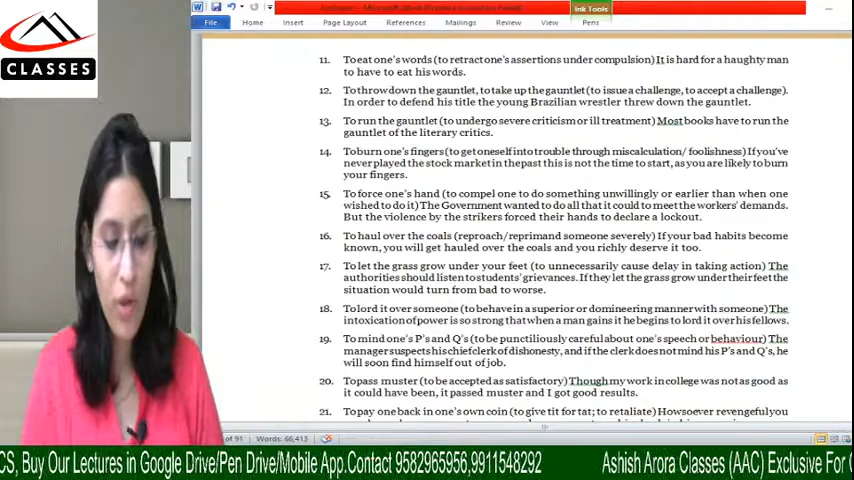 CLASSES
Ink Tools
File Home Insert Page Layout References Mailings Review View Pens
11. To eat one's words (to retract one's assertions under compulsion) It is hard for a haughty man
to have to eat his words.
12. To throw down the gauntlet, to take up the gauntlet (to issue a challenge, to accept a challenge).
In order to defend his title the young Brazilian wrestler threw down the gauntlet.
13. To run the gauntlet (to undergo severe criticism or ill treatment) Most books have to run the
gauntlet of the literary critics.
14. To burn one's fingers (to get oneself into trouble through miscalculation/ foolishness) If you've
never played the stock market in the past this is not the time to start, as you are likely to burn
your fingers.
15. To force one's hand (to compel one to do something unwillingly or earlier than when one
wished to do it) The Government wanted to do all that it could to meet the workers' demands.
But the violence by the strikers forced their hands to declare a lockout.
16. To haul over the coals (reproach/reprimand someone severely) If your bad habits become
known, you will get hauled over the coals and you richly deserve it too.
17. To let the grass grow under your feet (to unnecessarily cause delay in taking action) The
authorities should listen to students' grievances. If they let the grass grow under their feet the
situation would turn from bad to worse.
18. To lord it over someone (to behave in a superior or domineering manner with someone) The
intoxication of power is so strong that when a man gains it he begins to lord it over his fellows.
19. To mind one's P's and Q's (to be punctiliously careful about one's speech or behaviour) The
manager suspects his chief clerk of dishonesty, and if the clerk does not mind his P's and Q's, he
will soon find himself out of job.
20. To pass muster (to be accepted as satisfactory) Though my work in college was not as good as
it could have been, it passed muster and I got good results.
21. To pay one back in one's own coin (to give tit for tat; to retaliate) Howsoever revengeful you
of 91 Words: 66,413
CS, Buy Our Lectures in Google Drive/Pen Drive/Mobile App.Contact 9582965956,9911548292 Ashish Arora Classes (AAC) Exclusive For